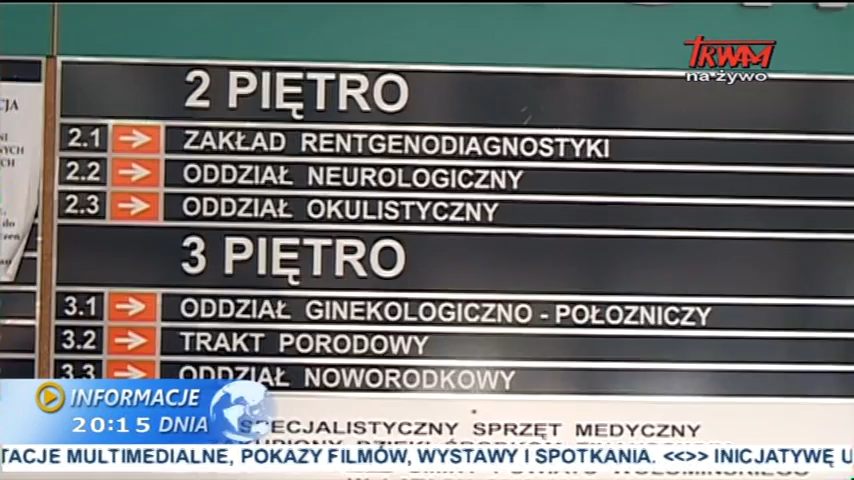 TRWAM
na żywo
2 PIĘTRO
2.1 ZAKŁAD RENTGENODIAGNOSTYKI
2.2 ODDZIAŁ NEUROLOGICZNY
2.3 ODDZIAŁ OKULISTYCZNY
3 PIĘTRO
3.1 ODDZIAŁ GINEKOLOGICZNO - POŁOZNICZY
3.2 TRAKT PORODOWY
3.3 ODDZIAŁ NOWORODKOWY
SPECJALISTYCZNY SPRZĘT MEDYCZNY
INFORMACJE
20:15 DNIA
TACJE MULTIMEDIALNE, POKAZY FILMÓW, WYSTAWY I SPOTKANIA. <<>> INICJATYWĘ U